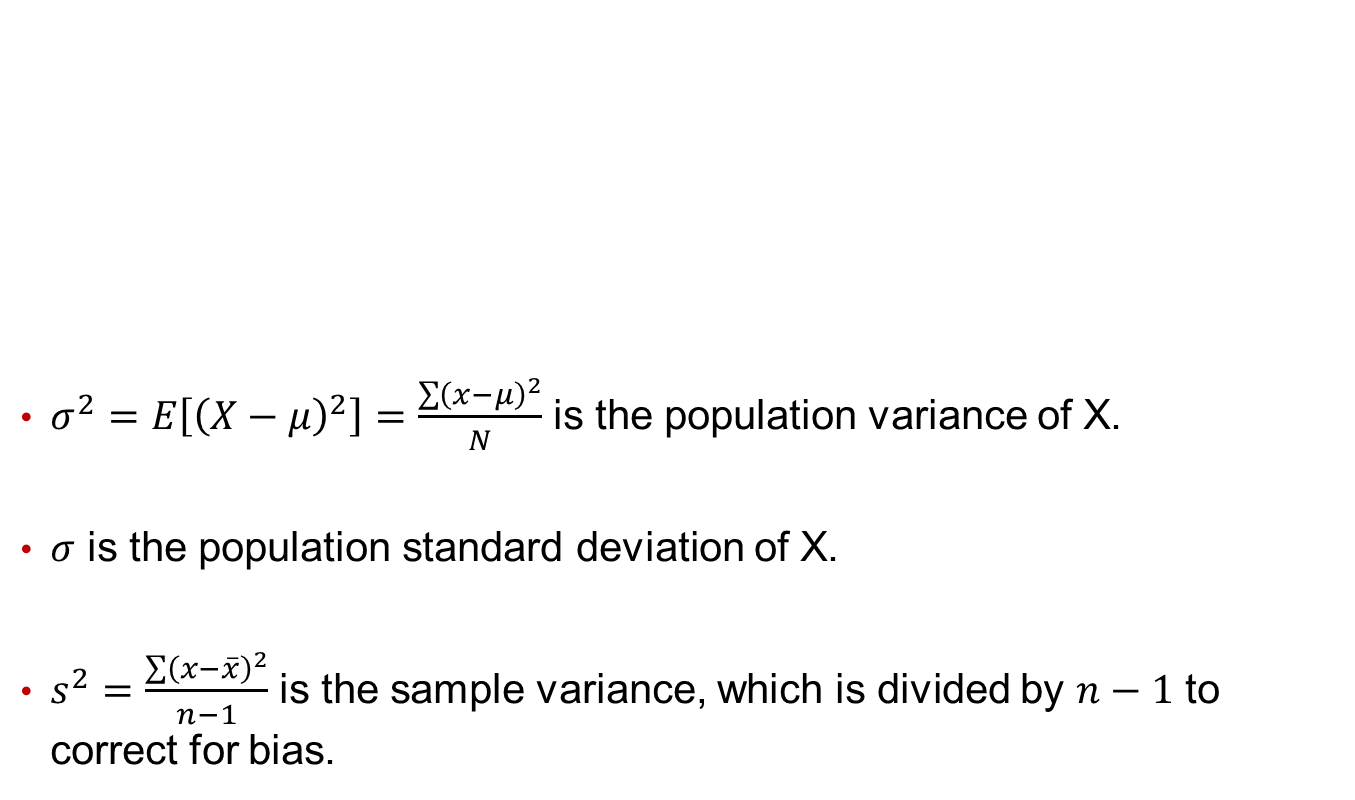 • 𝜎² = 𝐸[(𝑋 − 𝜇)²] = ∑(𝑥−𝜇)²/𝑁 is the population variance of X.
• 𝜎 is the population standard deviation of X.
• 𝑠² = ∑(𝑥−𝑥̄)²/𝑛−1 is the sample variance, which is divided by 𝑛 − 1 to
correct for bias.